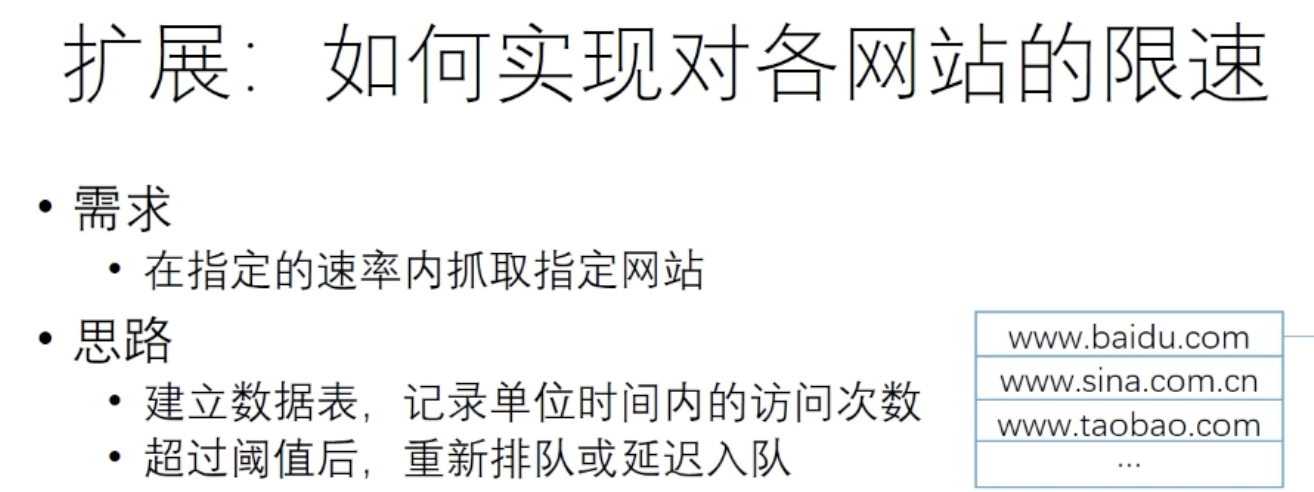 扩展：如何实现对各网站的限速
• 需求
• 在指定的速率内抓取指定网站
• 思路
• 建立数据表，记录单位时间内的访问次数
• 超过阈值后，重新排队或延迟入队
www.baidu.com
www.sina.com.cn
www.taobao.com
...